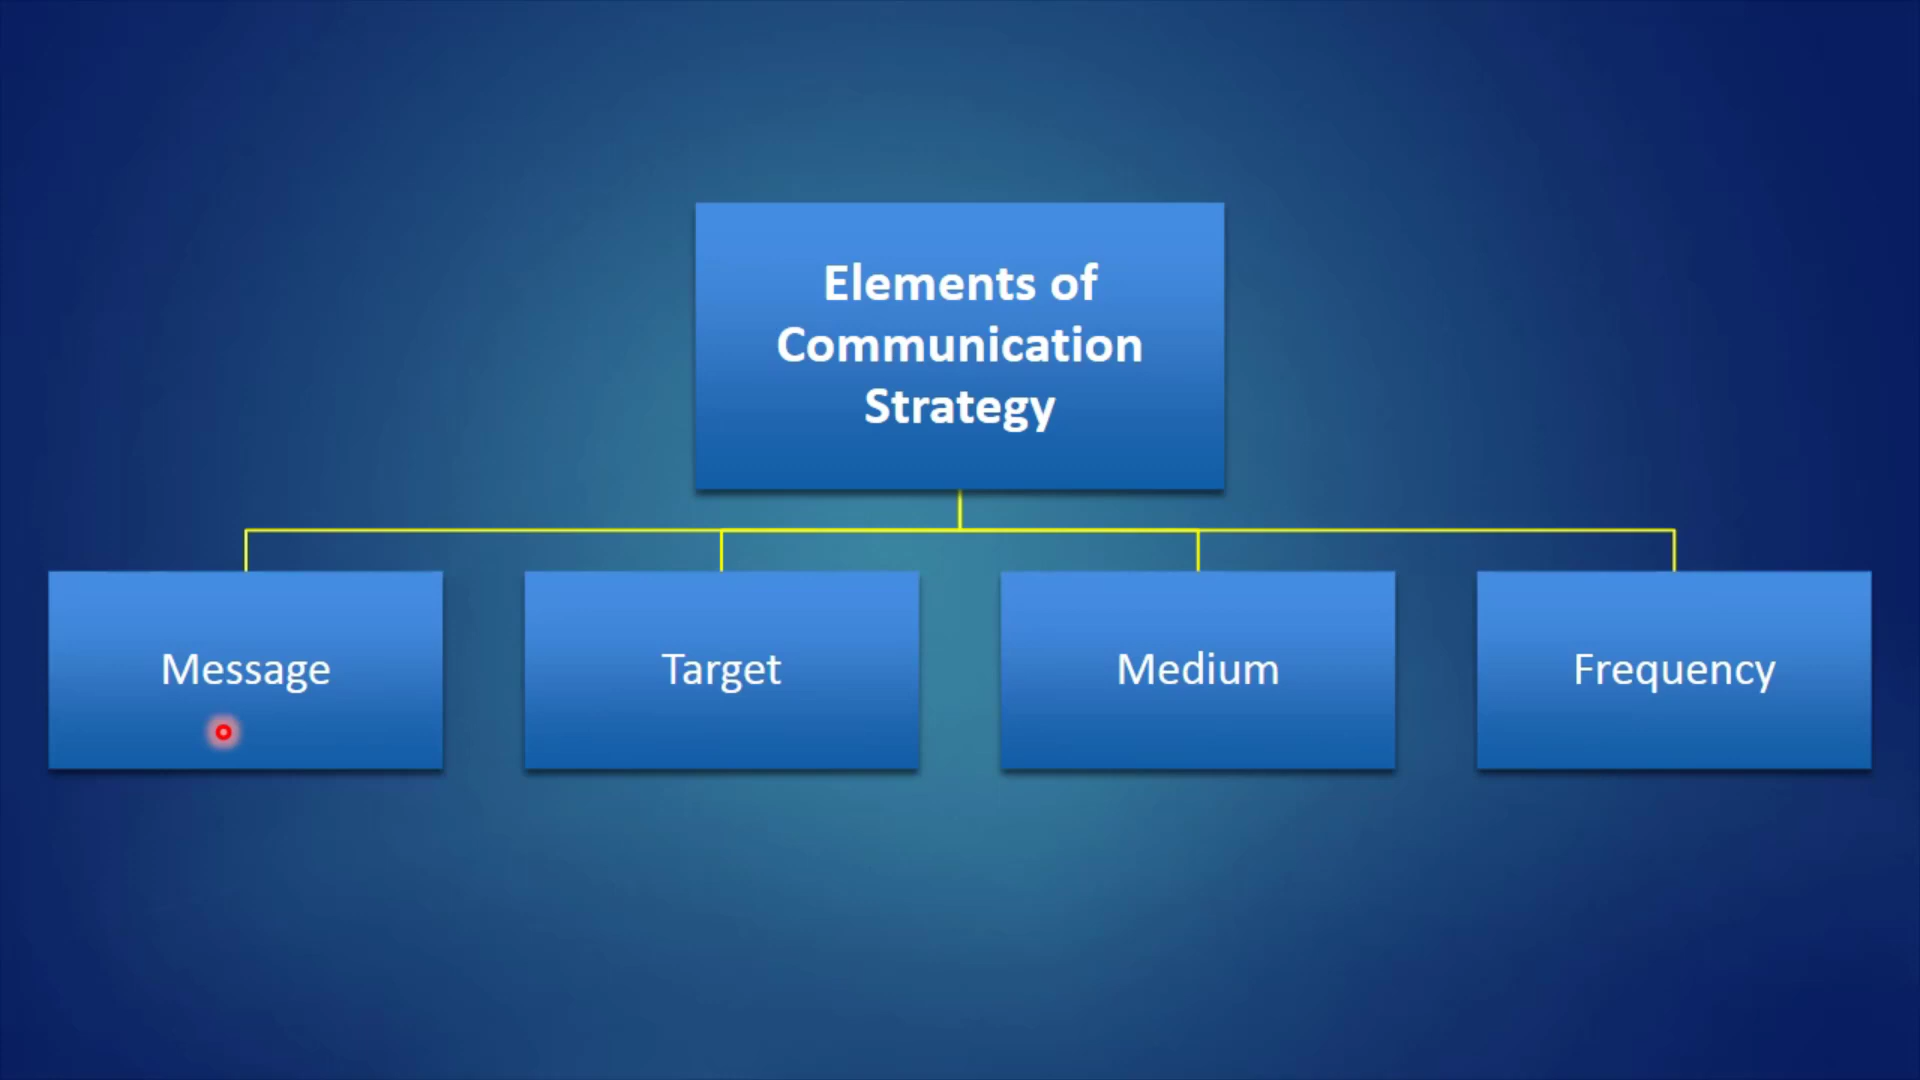 Elements of
Communication
Strategy
Message
Target
Medium
Frequency